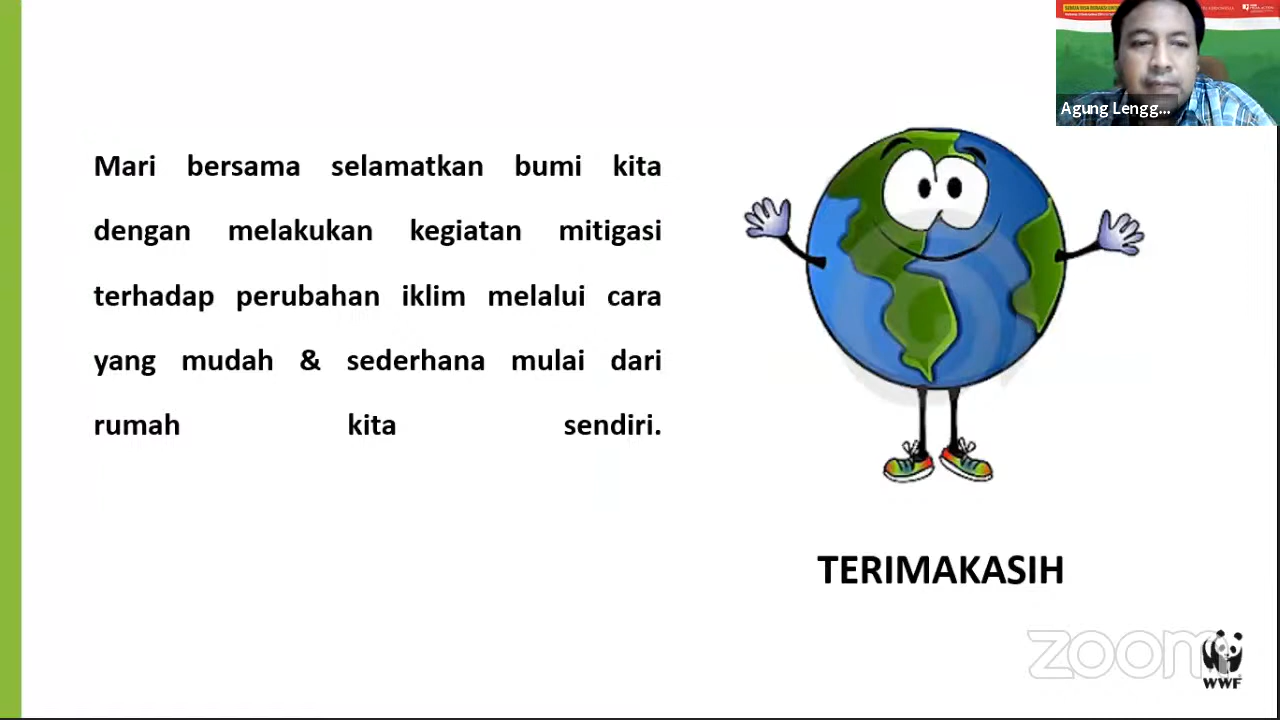 Agung Lengg...
Mari bersama selamatkan bumi kita
dengan melakukan kegiatan mitigasi
terhadap perubahan iklim melalui cara
yang mudah & sederhana mulai dari
rumah kita sendiri.
TERIMAKASIH
zoom
WWF